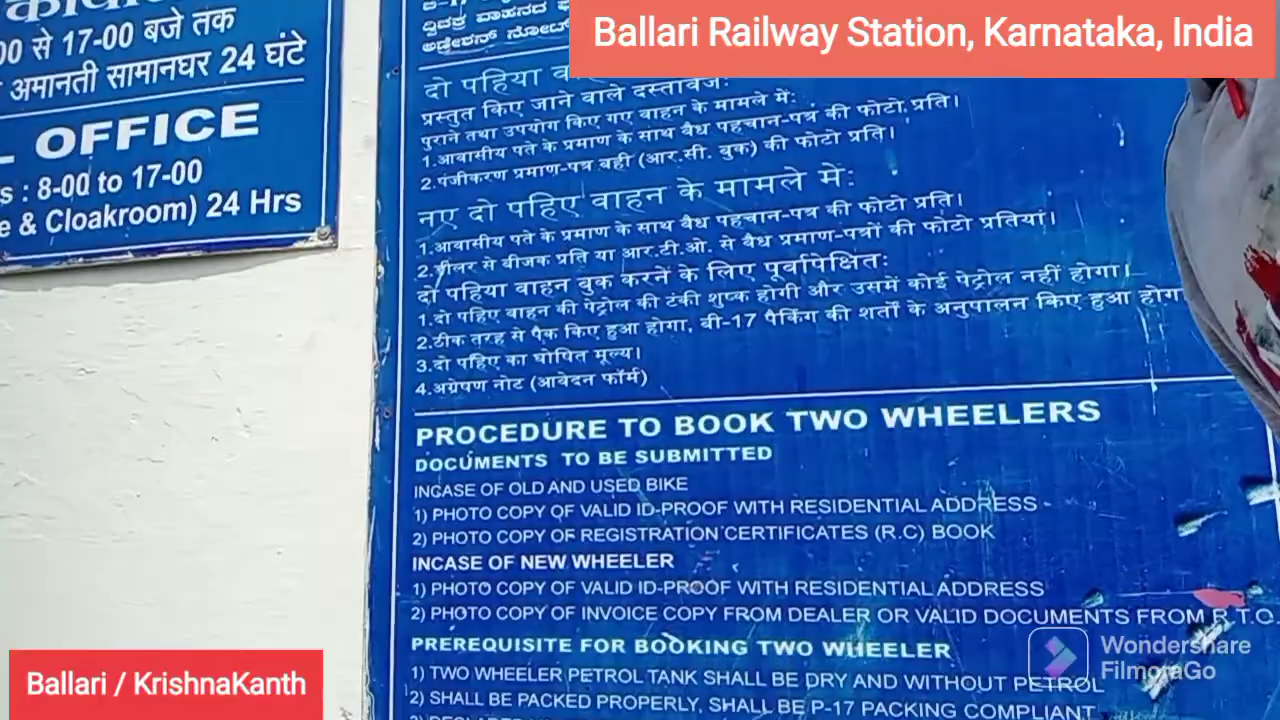 Ballari Railway Station, Karnataka, India
00 से 17-00 बजे तक
अमानती सामानघर 24 घंटे
L OFFICE
s : 8-00 to 17-00
e & Cloakroom) 24 Hrs
ದ್ವಿಚಕ್ರ ವಾಹನದ
दो पहिया
प्रस्तुत किए जाने वाले दस्तावेज:
पुराने तथा उपयोग किए गए वाहन के मामले में:
1.आवासीय पते के प्रमाण के साथ वैध पहचान-पत्र की फोटो प्रति।
2.पंजीकरण प्रमाण-पत्र बही (आर.सी. बुक) की फोटो प्रति।
नए दो पहिए वाहन के मामले में:
1.आवासीय पते के प्रमाण के साथ वैध पहचान-पत्र की फोटो प्रति।
2.डीलर से बीजक प्रति या आर.टी.ओ. से वैध प्रमाण-पत्रों की फोटो प्रतियां।
दो पहिया वाहन बुक करने के लिए पूर्वापेक्षित:
1.दो पहिए वाहन की पेट्रोल की टंकी शुष्क होगी और उसमें कोई पेट्रोल नहीं होगा।
2.ठीक तरह से पैक किए हुआ होगा, बी-17 पैकिंग की शर्तों के अनुपालन किए हुआ होगा
3.दो पहिए का घोषित मूल्य।
4.अग्रेषण नोट (आवेदन फॉर्म)
PROCEDURE TO BOOK TWO WHEELERS
DOCUMENTS TO BE SUBMITTED
INCASE OF OLD AND USED BIKE
1) PHOTO COPY OF VALID ID-PROOF WITH RESIDENTIAL ADDRESS -
2) PHOTO COPY OF REGISTRATION CERTIFICATES (R.C) BOOK
INCASE OF NEW WHEELER
1) PHOTO COPY OF VALID ID-PROOF WITH RESIDENTIAL ADDRESS
2) PHOTO COPY OF INVOICE COPY FROM DEALER OR VALID DOCUMENTS FROM R.T.O.
PREREQUISITE FOR BOOKING TWO WHEELER
1) TWO WHEELER PETROL TANK SHALL BE DRY AND WITHOUT PETROL
2) SHALL BE PACKED PROPERLY, SHALL BE P-17 PACKING COMPLIANT
Wondershare
FilmoraGo
Ballari / KrishnaKanth